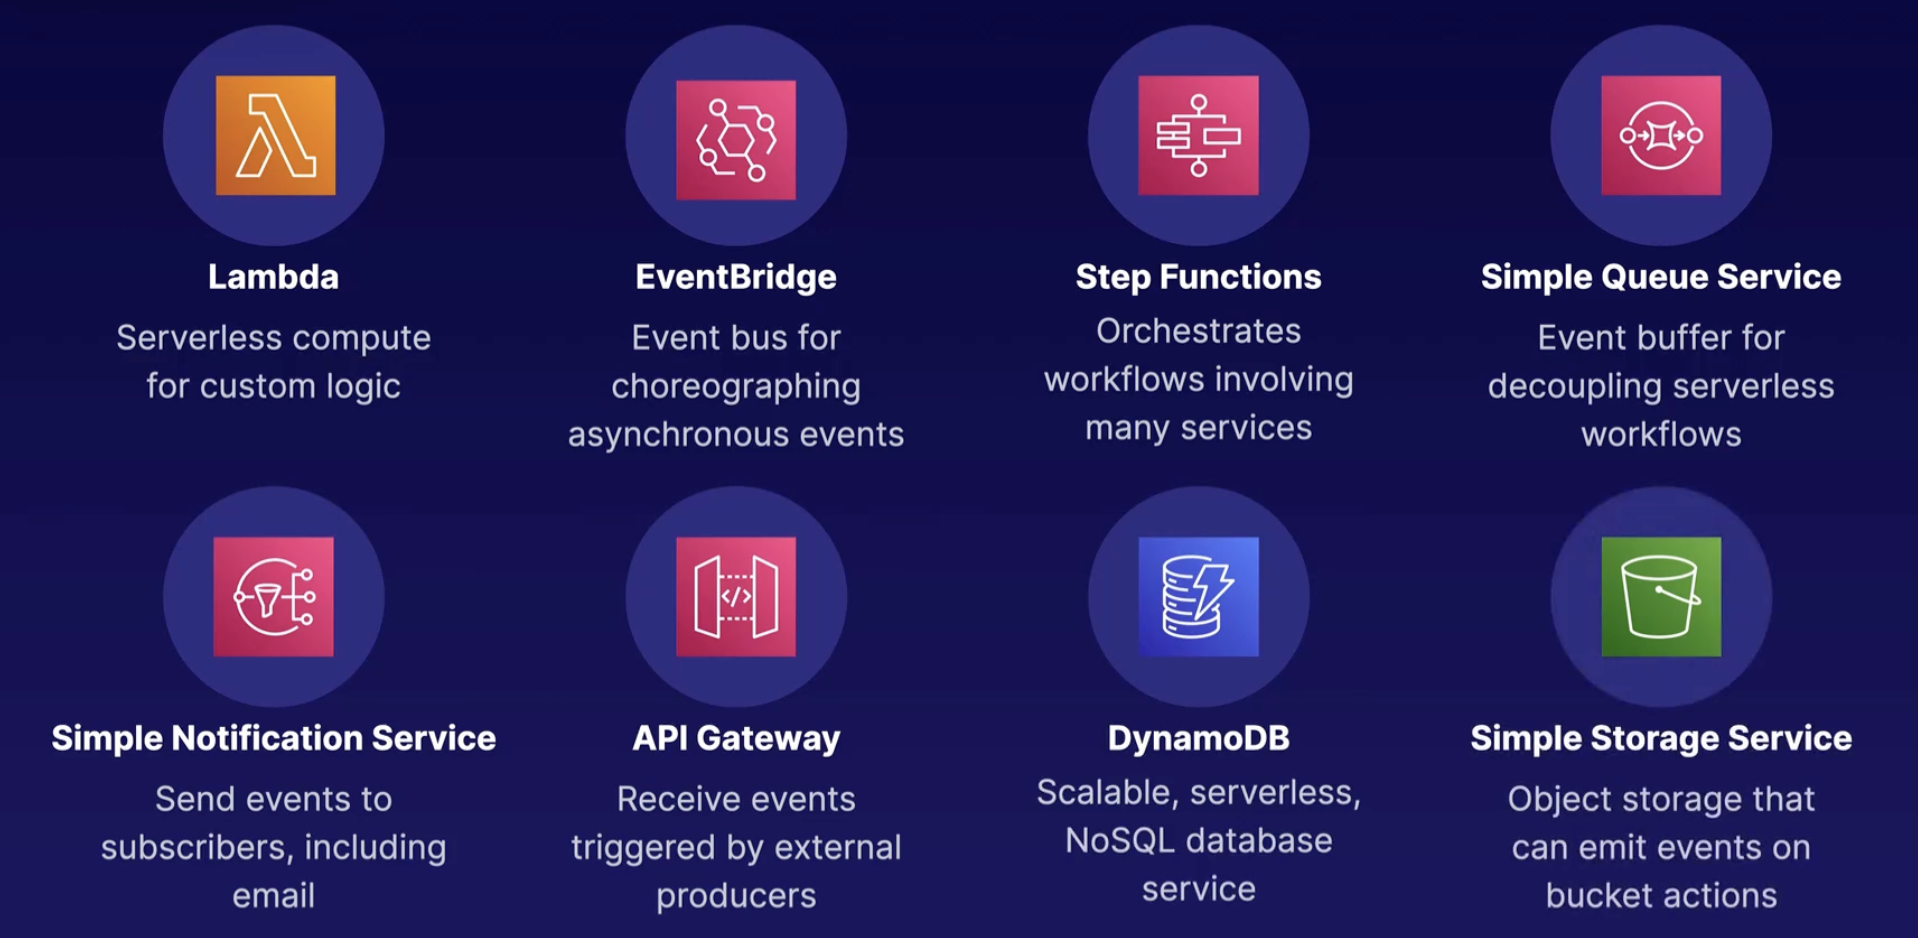 Lambda
Serverless compute
for custom logic
EventBridge
Event bus for
choreographing
asynchronous events
Step Functions
Orchestrates
workflows involving
many services
Simple Queue Service
Event buffer for
decoupling serverless
workflows
Simple Notification Service
Send events to
subscribers, including
email
API Gateway
Receive events
triggered by external
producers
DynamoDB
Scalable, serverless,
NoSQL database
service
Simple Storage Service
Object storage that
can emit events on
bucket actions